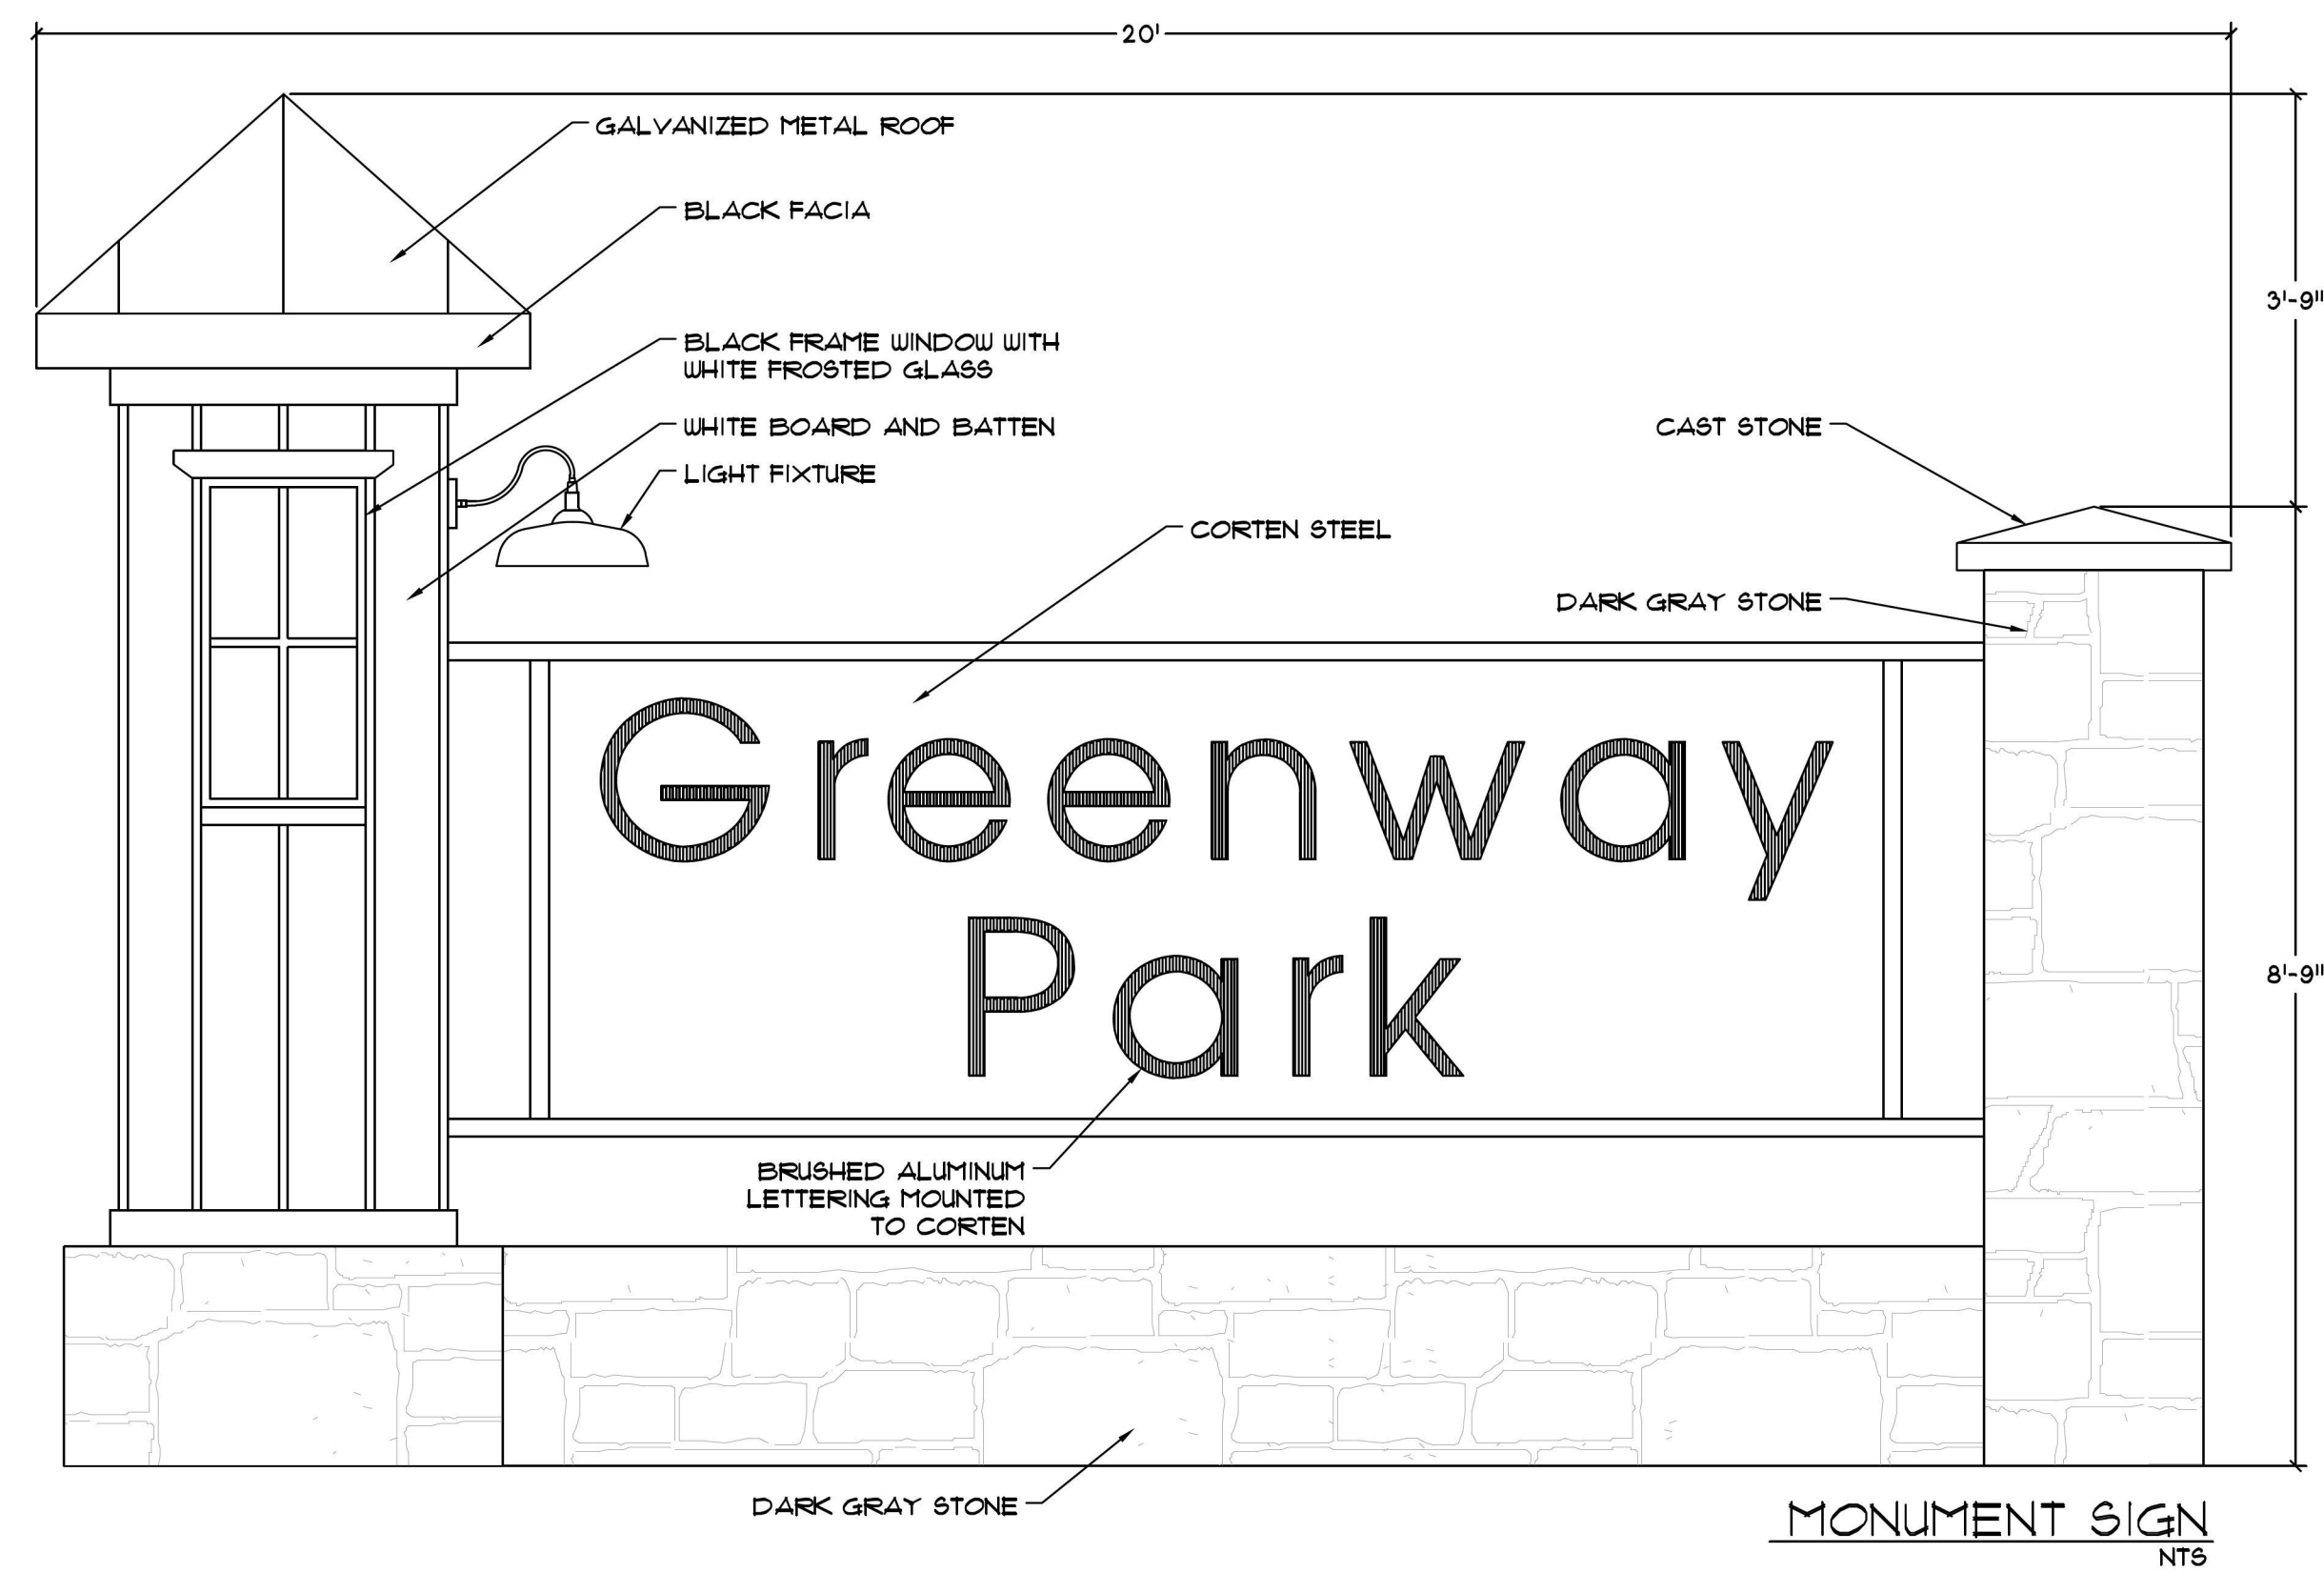 20'
GALVANIZED METAL ROOF
BLACK FACIA
3'-9"
BLACK FRAME WINDOW WITH
WHITE FROSTED GLASS
WHITE BOARD AND BATTEN
CAST STONE
LIGHT FIXTURE
CORTEN STEEL
DARK GRAY STONE
Greenway
Park
8'-9"
BRUSHED ALUMINUM
LETTERING MOUNTED
TO CORTEN
DARK GRAY STONE
MONUMENT SIGN
NTS